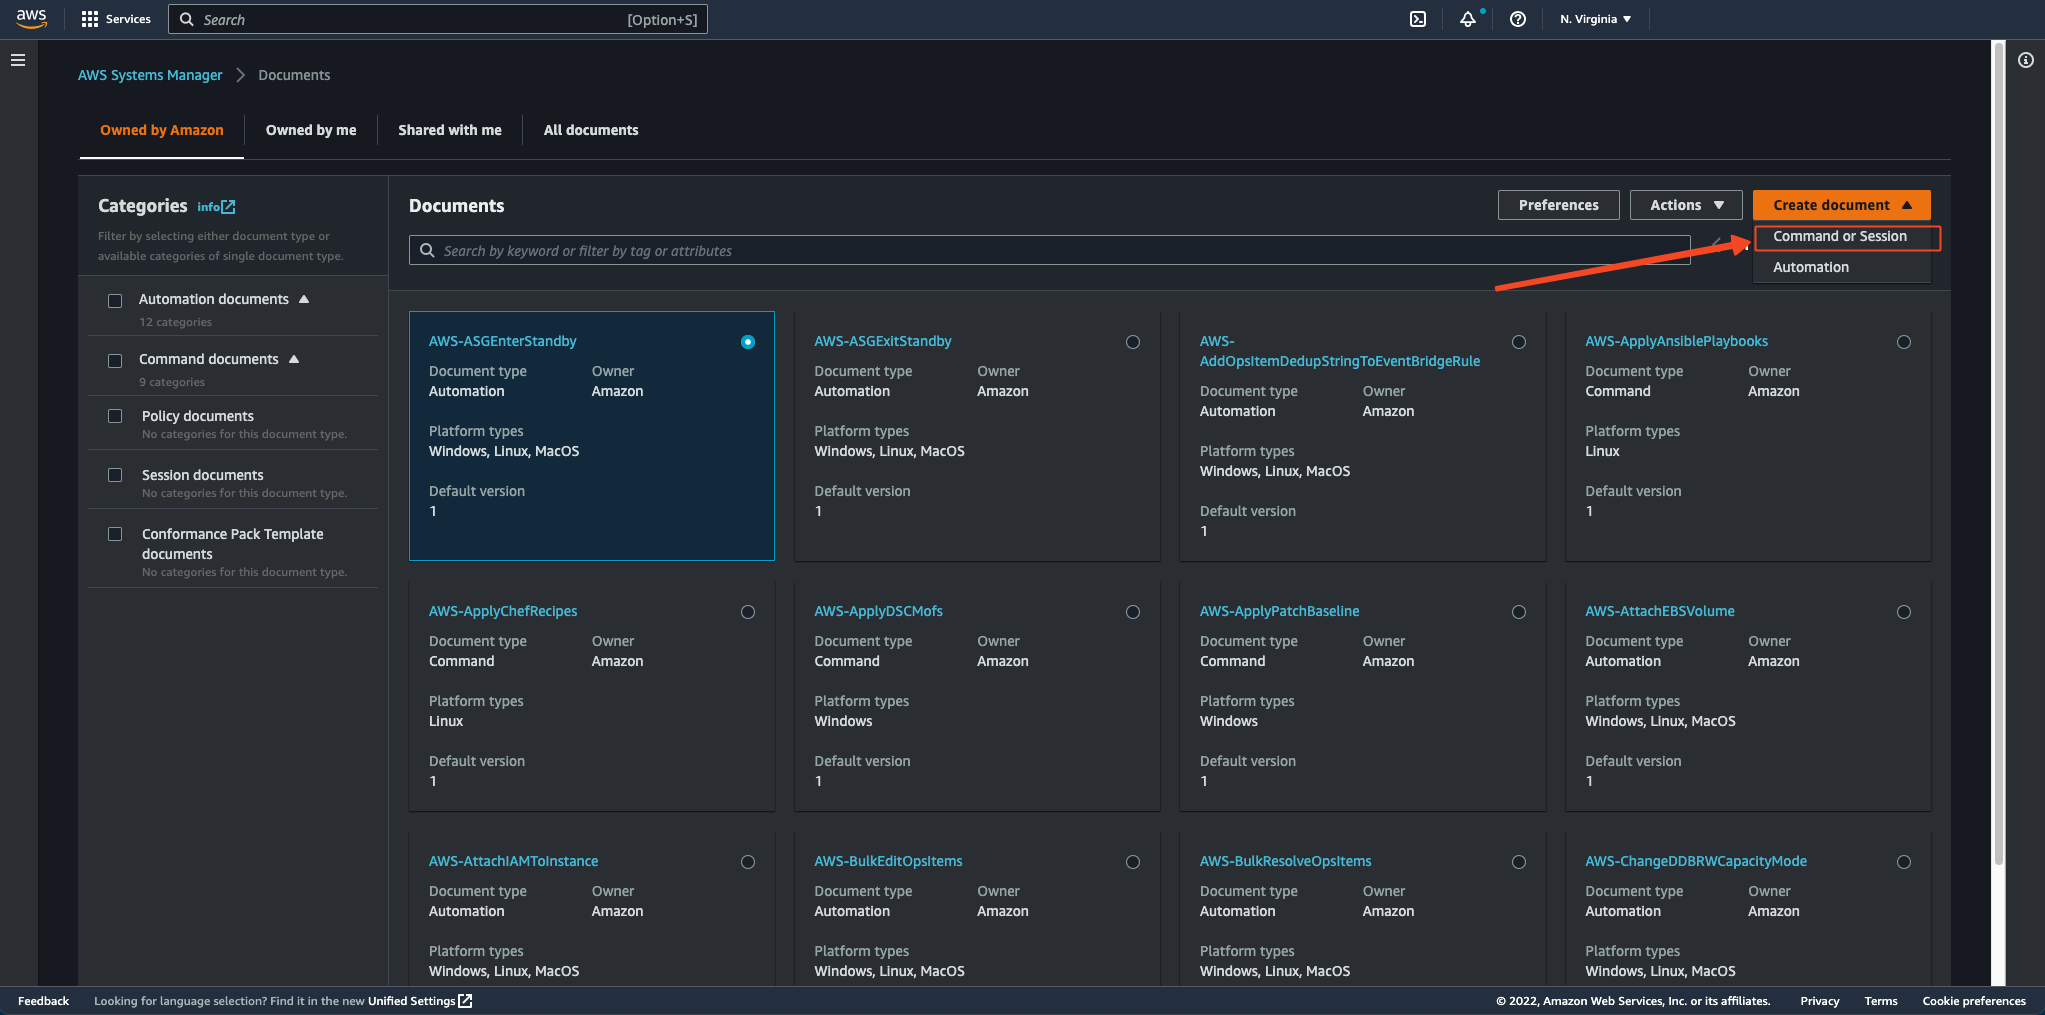 aws
Services
Search
[Option+S]
N. Virginia
AWS Systems Manager
Documents
Owned by Amazon
Owned by me
Shared with me
All documents
Categories
info
Filter by selecting either document type or
available categories of single document type.
Automation documents
12 categories
Command documents
9 categories
Policy documents
No categories for this document type.
Session documents
No categories for this document type.
Conformance Pack Template
documents
No categories for this document type.
Documents
Preferences
Actions
Create document
Command or Session
Automation
Search by keyword or filter by tag or attributes
AWS-ASGEnterStandby
Document type
Owner
Automation
Amazon
Platform types
Windows, Linux, MacOS
Default version
1
AWS-ASGExitStandby
Document type
Owner
Automation
Amazon
Platform types
Windows, Linux, MacOS
Default version
1
AWS-
AddOpsItemDedupStringToEventBridgeRule
Document type
Owner
Automation
Amazon
Platform types
Windows, Linux, MacOS
Default version
1
AWS-ApplyAnsiblePlaybooks
Document type
Owner
Command
Amazon
Platform types
Linux
Default version
1
AWS-ApplyChefRecipes
Document type
Owner
Command
Amazon
Platform types
Linux
Default version
1
AWS-ApplyDSCMofs
Document type
Owner
Command
Amazon
Platform types
Windows
Default version
1
AWS-ApplyPatchBaseline
Document type
Owner
Command
Amazon
Platform types
Windows
Default version
1
AWS-AttachEBSVolume
Document type
Owner
Automation
Amazon
Platform types
Windows, Linux, MacOS
Default version
1
AWS-AttachIAMToInstance
Document type
Owner
Automation
Amazon
Platform types
Windows, Linux, MacOS
AWS-BulkEditOpsItems
Document type
Owner
Automation
Amazon
Platform types
Windows, Linux, MacOS
AWS-BulkResolveOpsItems
Document type
Owner
Automation
Amazon
Platform types
Windows, Linux, MacOS
AWS-ChangeDDBRWCapacityMode
Document type
Owner
Automation
Amazon
Platform types
Windows, Linux, MacOS
Feedback
Looking for language selection? Find it in the new Unified Settings
© 2022, Amazon Web Services, Inc. or its affiliates.
Privacy
Terms
Cookie preferences